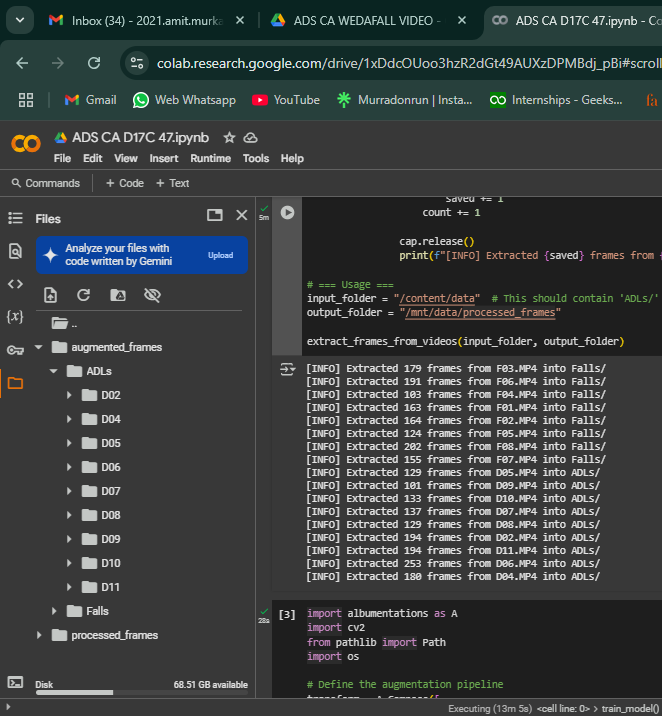 Inbox (34) - 2021.amit.murka
ADS CA WEDAFALL VIDEO -
ADS CA D17C 47.ipynb - Co
colab.research.google.com/drive/1xDdcOUoo3hzR2dGt49AUXzDPMBdj_pBi#scroll
Gmail
Web Whatsapp
YouTube
Murradonrun | Insta...
Internships - Geeks...
ADS CA D17C 47.ipynb
File Edit View Insert Runtime Tools Help
Commands + Code + Text
Files
Analyze your files with
code written by Gemini
Upload
..
augmented_frames
ADLs
D02
D04
D05
D06
D07
D08
D09
D10
D11
Falls
processed_frames
Disk
68.51 GB available
5m
saved += 1
count += 1
cap.release()
print(f"[INFO] Extracted {saved} frames from {
# === Usage ===
input_folder = "/content/data" # This should contain 'ADLs/'
output_folder = "/mnt/data/processed_frames"
extract_frames_from_videos(input_folder, output_folder)
[INFO] Extracted 179 frames from F03.MP4 into Falls/
[INFO] Extracted 191 frames from F06.MP4 into Falls/
[INFO] Extracted 103 frames from F04.MP4 into Falls/
[INFO] Extracted 163 frames from F01.MP4 into Falls/
[INFO] Extracted 164 frames from F02.MP4 into Falls/
[INFO] Extracted 124 frames from F05.MP4 into Falls/
[INFO] Extracted 202 frames from F08.MP4 into Falls/
[INFO] Extracted 155 frames from F07.MP4 into Falls/
[INFO] Extracted 129 frames from D05.MP4 into ADLs/
[INFO] Extracted 101 frames from D09.MP4 into ADLs/
[INFO] Extracted 133 frames from D10.MP4 into ADLs/
[INFO] Extracted 137 frames from D07.MP4 into ADLs/
[INFO] Extracted 129 frames from D08.MP4 into ADLs/
[INFO] Extracted 194 frames from D02.MP4 into ADLs/
[INFO] Extracted 194 frames from D11.MP4 into ADLs/
[INFO] Extracted 253 frames from D06.MP4 into ADLs/
[INFO] Extracted 180 frames from D04.MP4 into ADLs/
28s
[3] import albumentations as A
import cv2
from pathlib import Path
import os
# Define the augmentation pipeline
transform = A.Compose([
Executing (13m 5s) <cell line: 0> > train_model()